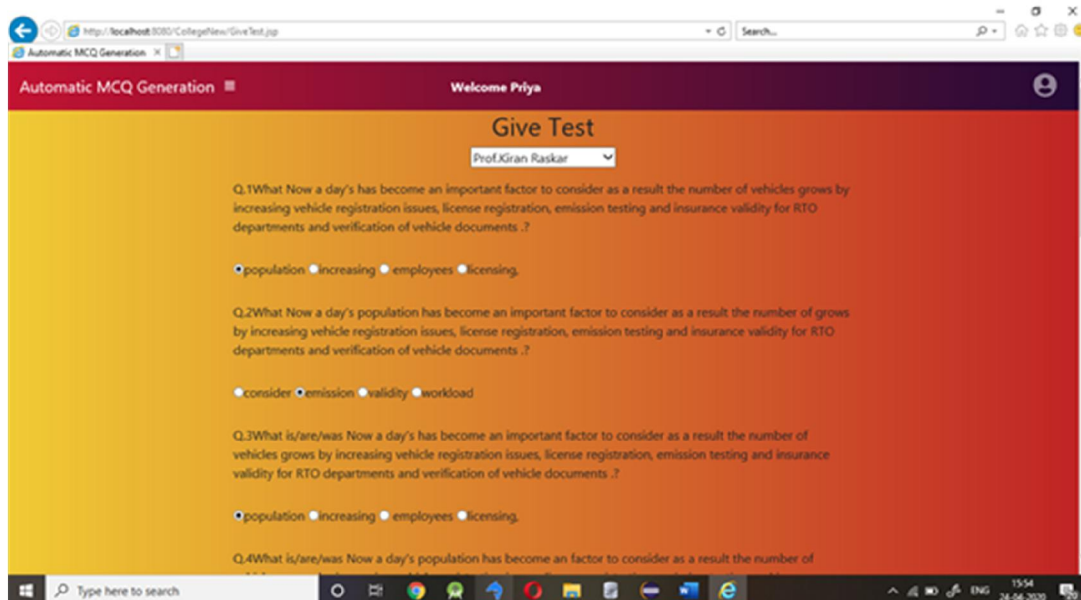 http://localhost:8080/CollegeNew/GiveTest.jsp
Search...
Automatic MCQ Generation
Automatic MCQ Generation
Welcome Priya
Give Test
Prof.Kiran Raskar
Q.1What Now a day's has become an important factor to consider as a result the number of vehicles grows by
increasing vehicle registration issues, license registration, emission testing and insurance validity for RTO
departments and verification of vehicle documents .?
population increasing employees licensing,
Q.2What Now a day's population has become an important factor to consider as a result the number of grows
by increasing vehicle registration issues, license registration, emission testing and insurance validity for RTO
departments and verification of vehicle documents .?
consider emission validity workload
Q.3What is/are/was Now a day's has become an important factor to consider as a result the number of
vehicles grows by increasing vehicle registration issues, license registration, emission testing and insurance
validity for RTO departments and verification of vehicle documents .?
population increasing employees licensing,
Q.4What is/are/was Now a day's population has become an factor to consider as a result the number of
Type here to search
ENG
15:54
24-04-2020